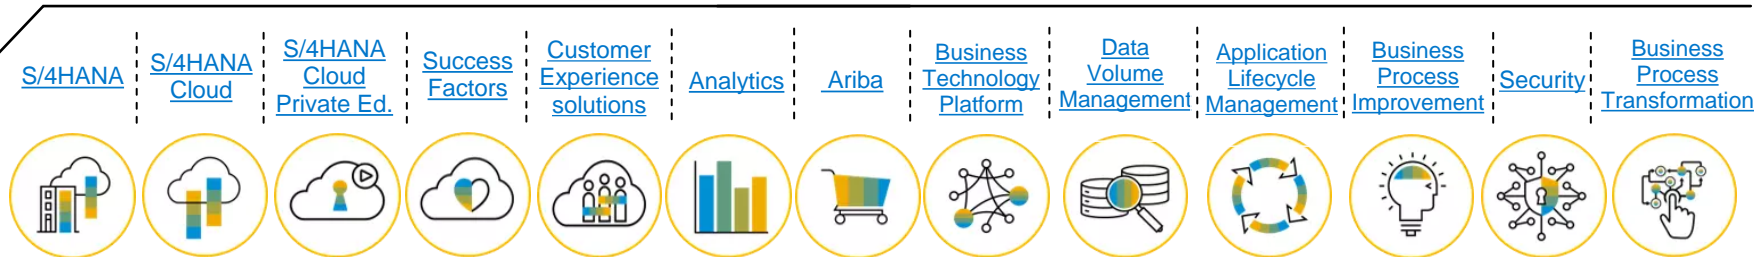 S/4HANA
S/4HANA
Cloud
S/4HANA
Cloud
Private Ed.
Success
Factors
Customer
Experience
solutions
Analytics
Ariba
Business
Technology
Platform
Data
Volume
Management
Application
Lifecycle
Management
Business
Process
Improvement
Security
Business
Process
Transformation